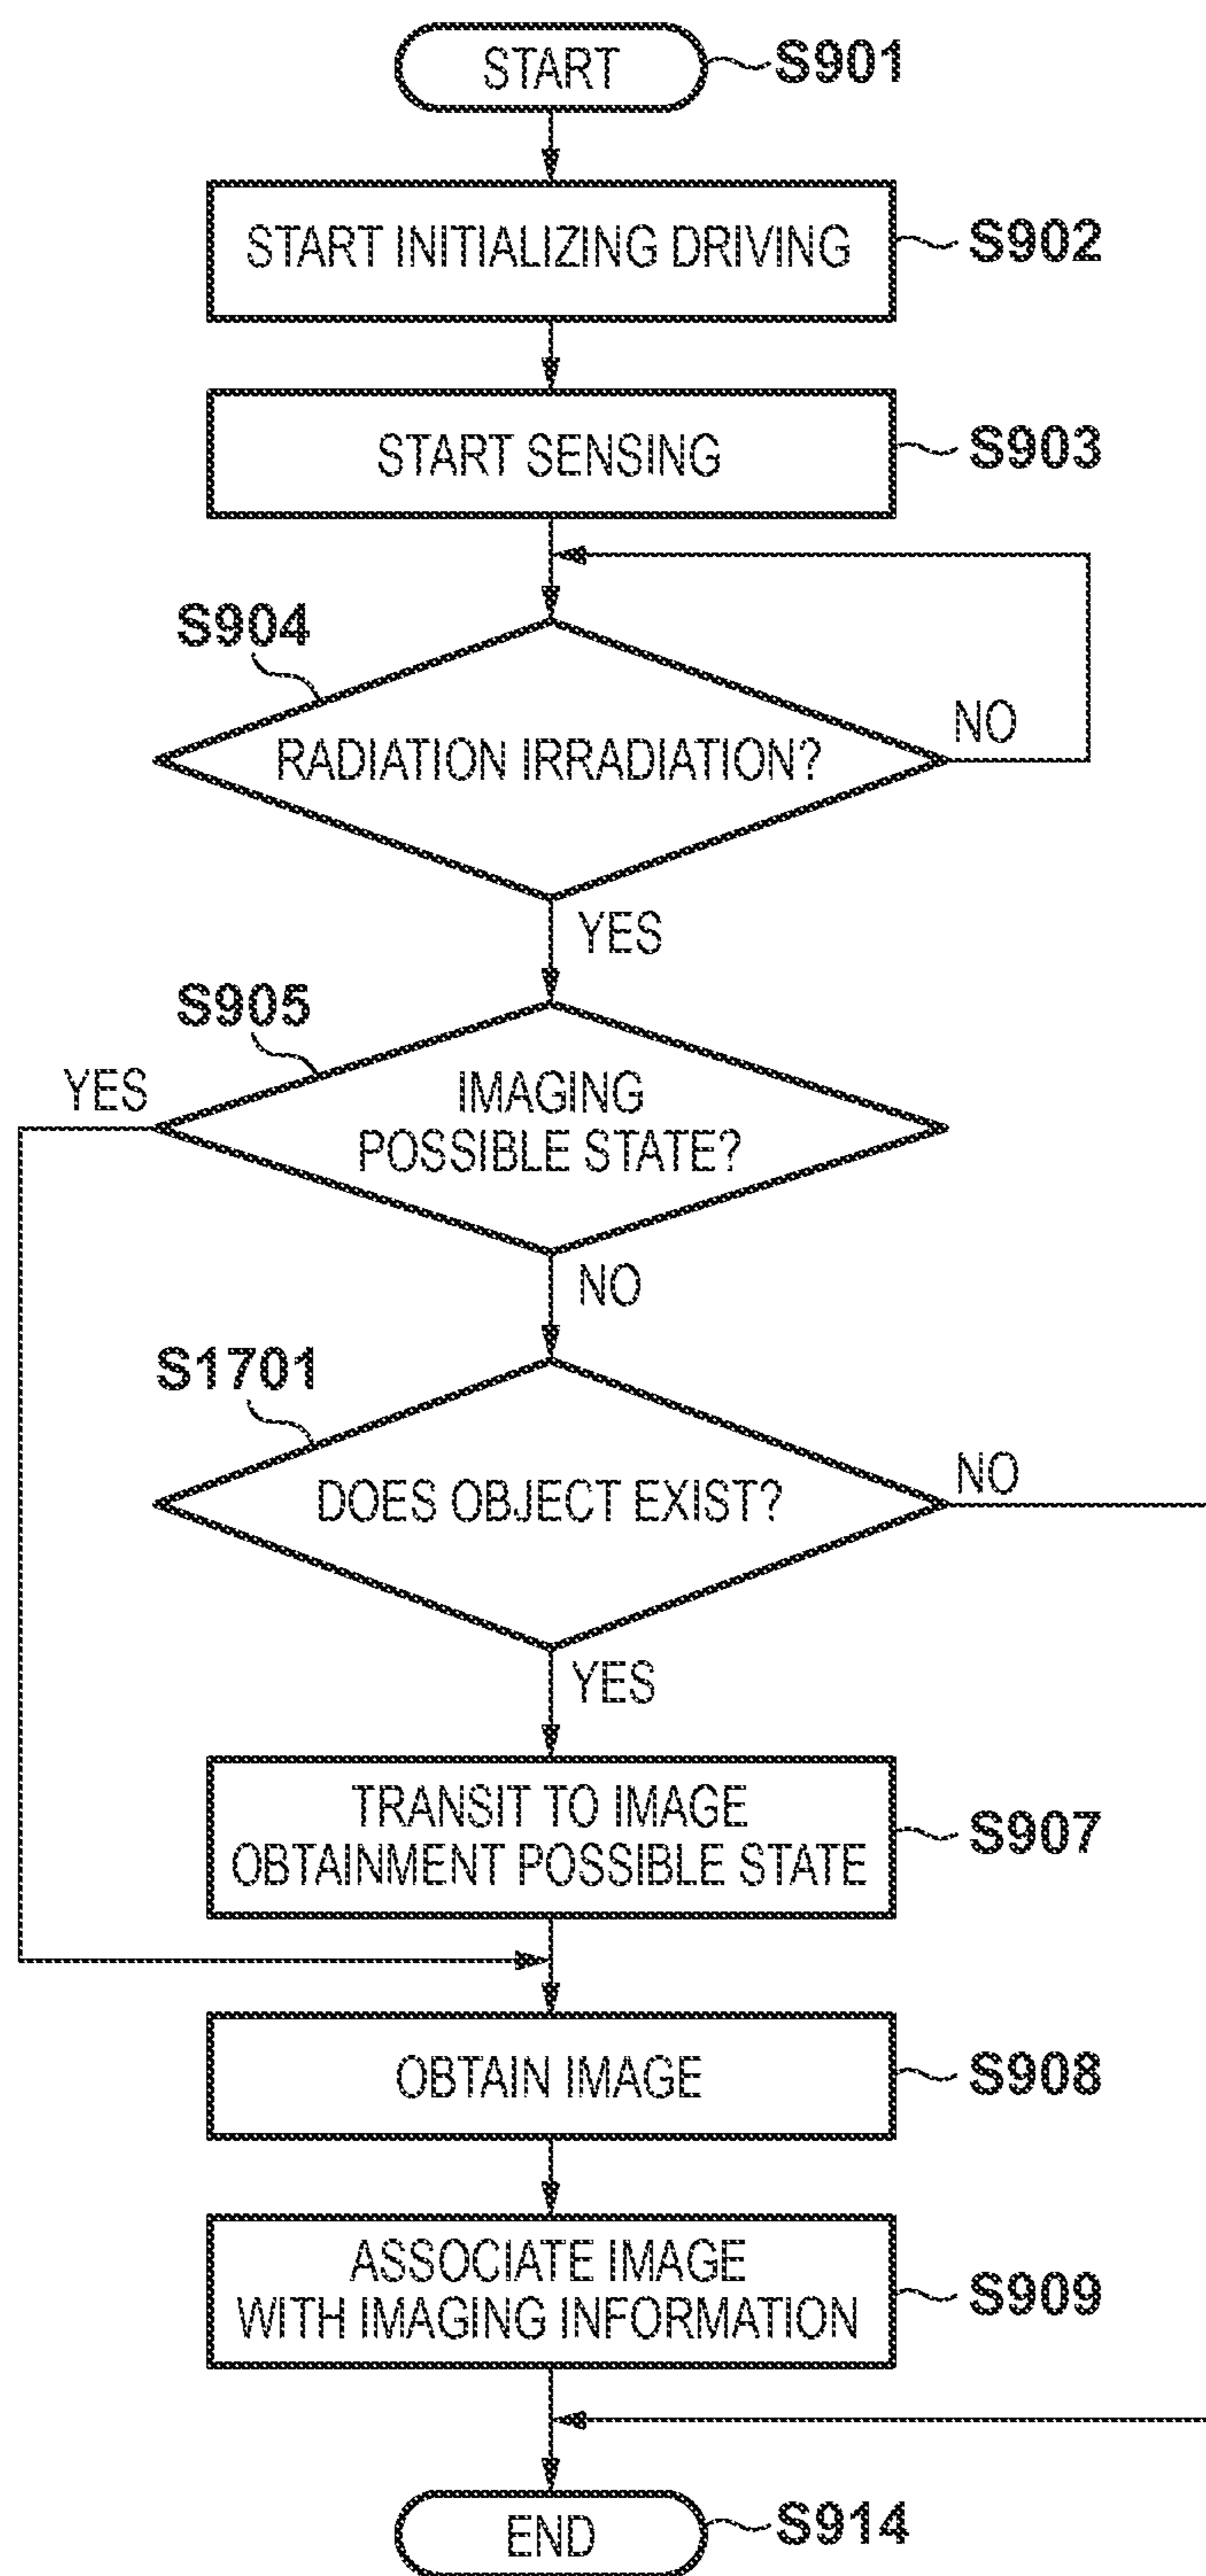 START
S901
START INITIALIZING DRIVING
S902
START SENSING
S903
S904
RADIATION IRRADIATION?
NO
YES
S905
YES
IMAGING
POSSIBLE STATE?
NO
S1701
DOES OBJECT EXIST?
NO
YES
TRANSIT TO IMAGE
OBTAINMENT POSSIBLE STATE
S907
OBTAIN IMAGE
S908
ASSOCIATE IMAGE
WITH IMAGING INFORMATION
S909
END
S914